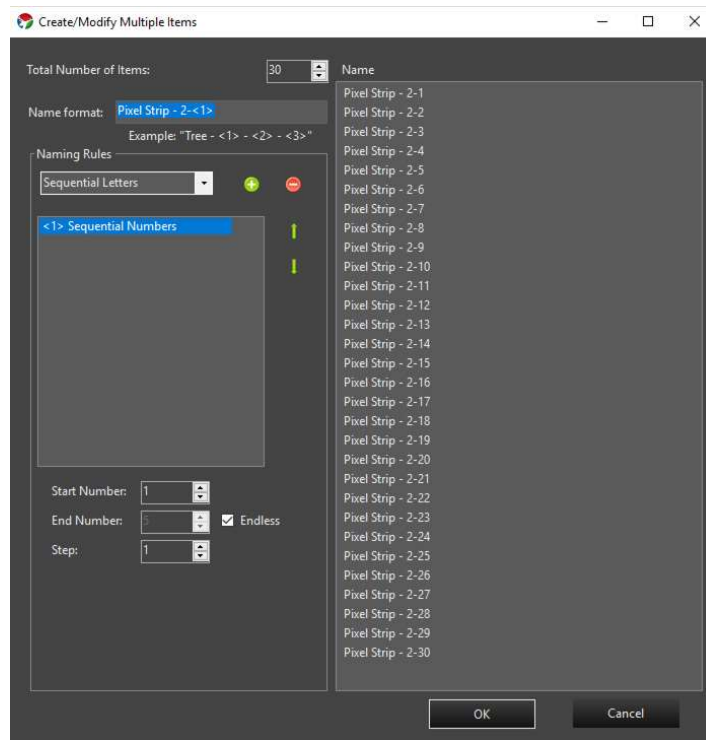 Create/Modify Multiple Items
Total Number of Items: 30
Name format: Pixel Strip - 2-<1>
Example: "Tree - <1> - <2> - <3>"
Naming Rules
Sequential Letters
<1> Sequential Numbers
Start Number: 1
End Number: 5 Endless
Step: 1
Name
Pixel Strip - 2-1
Pixel Strip - 2-2
Pixel Strip - 2-3
Pixel Strip - 2-4
Pixel Strip - 2-5
Pixel Strip - 2-6
Pixel Strip - 2-7
Pixel Strip - 2-8
Pixel Strip - 2-9
Pixel Strip - 2-10
Pixel Strip - 2-11
Pixel Strip - 2-12
Pixel Strip - 2-13
Pixel Strip - 2-14
Pixel Strip - 2-15
Pixel Strip - 2-16
Pixel Strip - 2-17
Pixel Strip - 2-18
Pixel Strip - 2-19
Pixel Strip - 2-20
Pixel Strip - 2-21
Pixel Strip - 2-22
Pixel Strip - 2-23
Pixel Strip - 2-24
Pixel Strip - 2-25
Pixel Strip - 2-26
Pixel Strip - 2-27
Pixel Strip - 2-28
Pixel Strip - 2-29
Pixel Strip - 2-30
OK
Cancel